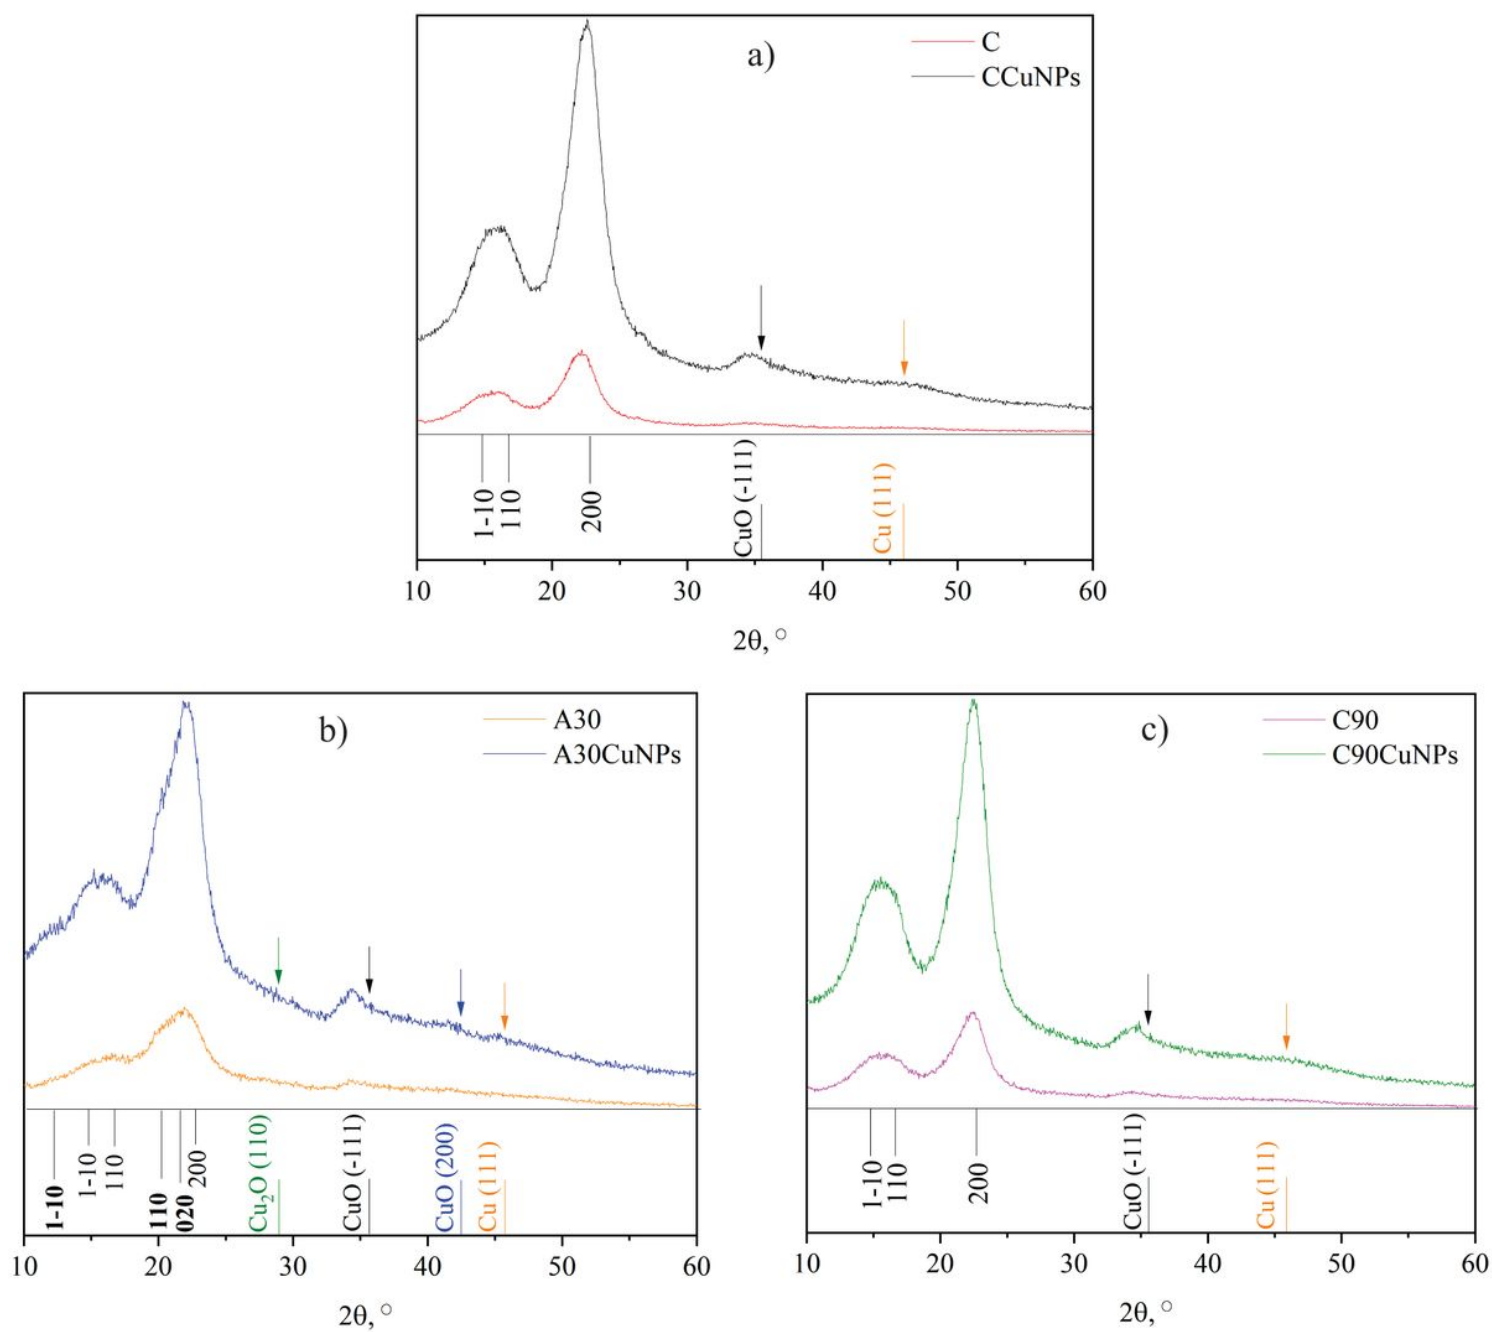 a)
C
CCuNPs
1-10
110
200
CuO (-111)
Cu (111)
10 20 30 40 50 60
2θ, °
b)
A30
A30CuNPs
1-10
1-10
110
110
020
200
Cu₂O (110)
CuO (-111)
CuO (200)
Cu (111)
10 20 30 40 50 60
2θ, °
c)
C90
C90CuNPs
1-10
110
200
CuO (-111)
Cu (111)
10 20 30 40 50 60
2θ, °